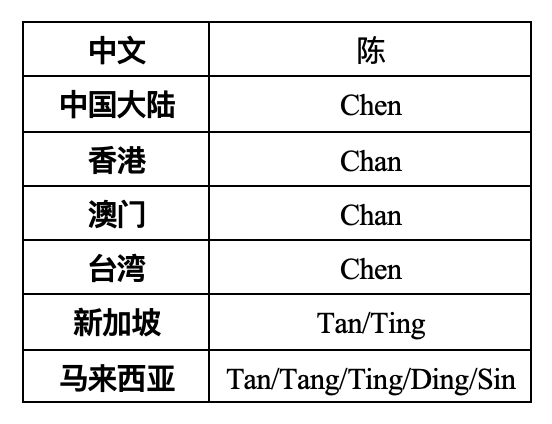 中文 陈
中国大陆 Chen
香港 Chan
澳门 Chan
台湾 Chen
新加坡 Tan/Ting
马来西亚 Tan/Tang/Ting/Ding/Sin